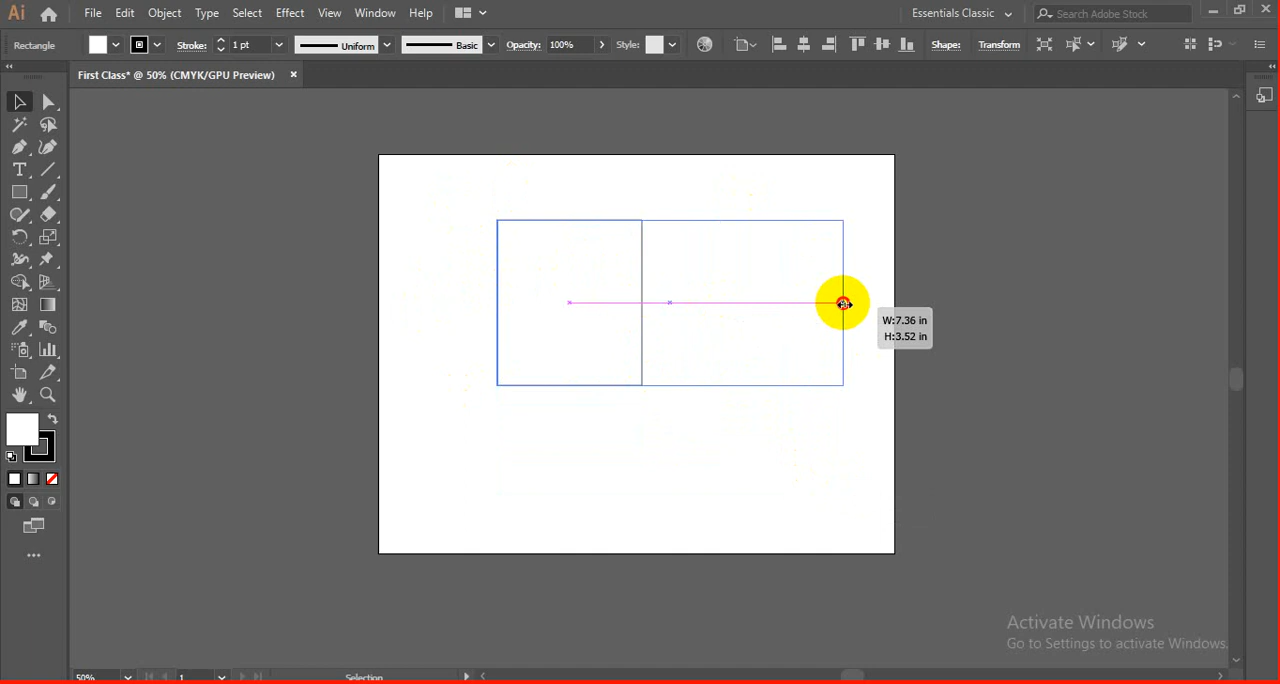 Ai File Edit Object Type Select Effect View Window Help Essentials Classic Search Adobe Stock
Rectangle Stroke: 1 pt Uniform Basic Opacity: 100% Style: Shape: Transform
First Class* @ 50% (CMYK/GPU Preview)
W:7.36 in
H:3.52 in
Activate Windows
Go to Settings to activate Windows.
50% 1 Selection